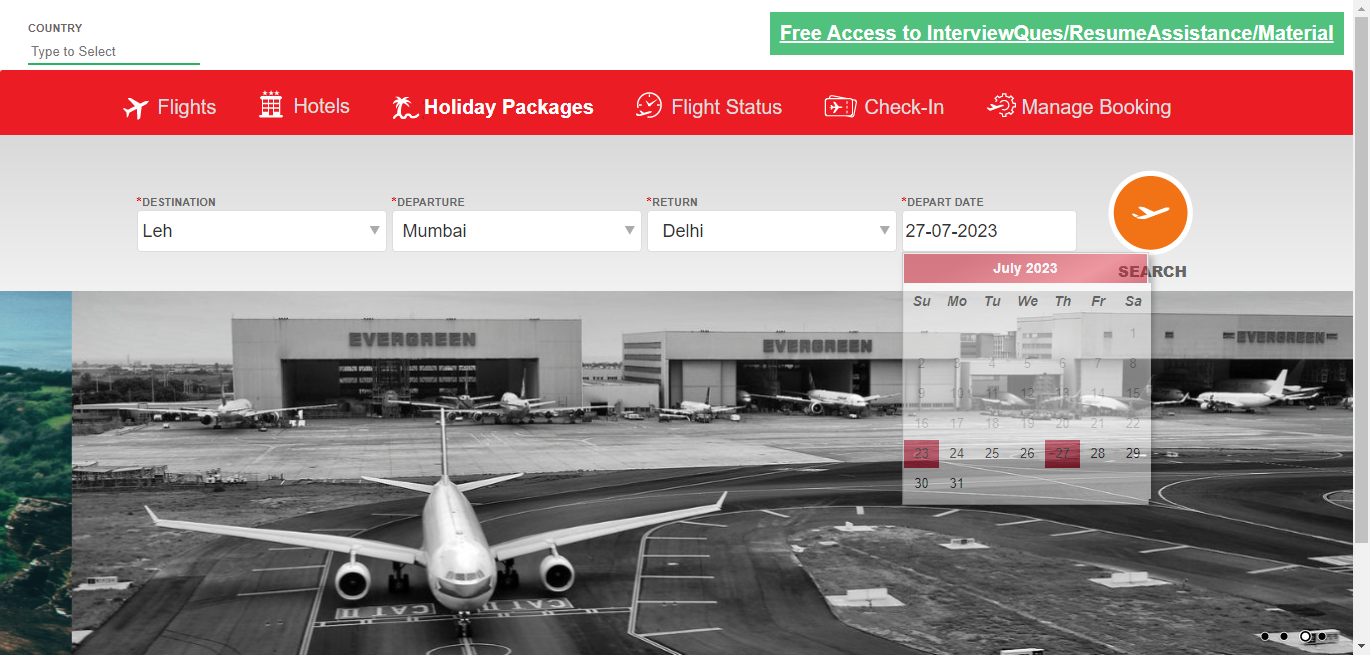 COUNTRY
Type to Select
Free Access to InterviewQues/ResumeAssistance/Material
Flights Hotels Holiday Packages Flight Status Check-In Manage Booking
*DESTINATION *DEPARTURE *RETURN *DEPART DATE
Leh Mumbai Delhi 27-07-2023
SEARCH
July 2023
Su Mo Tu We Th Fr Sa
1
2 3 4 5 6 7 8
9 10 11 12 13 14 15
16 17 18 19 20 21 22
23 24 25 26 27 28 29
30 31
EVERGREEN EVERGREEN EVERGREEN
CAT II CAT II